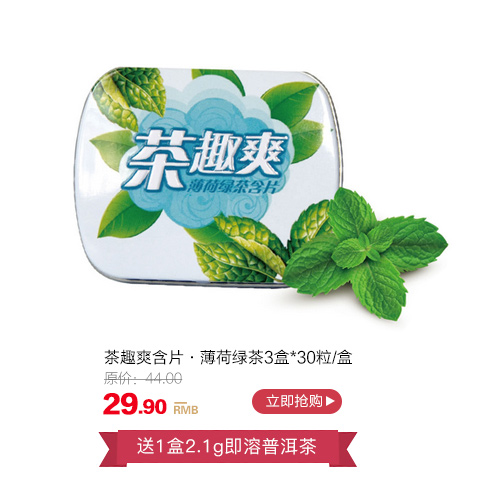 茶趣爽
薄荷绿茶含片
茶趣爽含片·薄荷绿茶3盒*30粒/盒
原价：44.00
29.90 RMB
立即抢购▶
送1盒2.1g即溶普洱茶